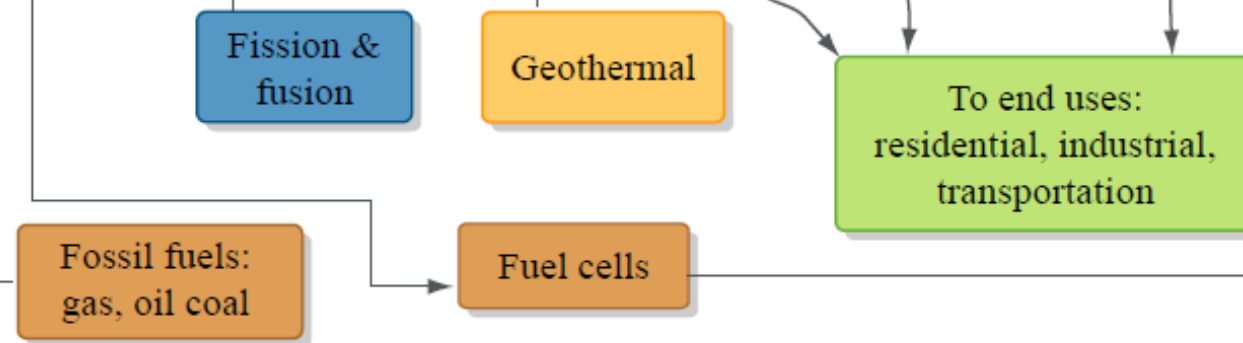 Fission &
fusion
Geothermal
To end uses:
residential, industrial,
transportation
Fossil fuels:
gas, oil coal
Fuel cells